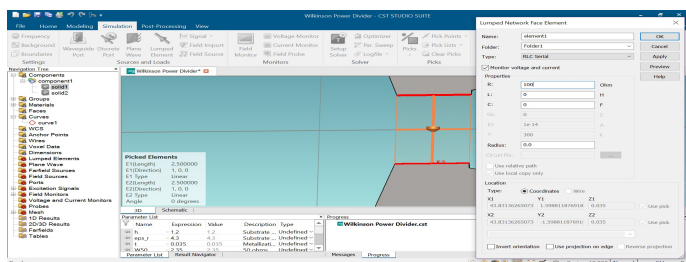 Wilkinson Power Divider - CST STUDIO SUITE
File Home Modeling Simulation Post-Processing View
Frequency
Background
Boundaries
Settings
Waveguide Port
Discrete Port
Plane Wave
Lumped Element
Signal
Field Import
Field Source
Sources and Loads
Field Monitor
Voltage Monitor
Current Monitor
Monitors
Setup Solver
Optimizer
Par. Sweep
Logfile
Solver
Picks
Pick Points
Pick Lists
Clear Picks
Picks
Navigation Tree
Components
component1
solid1
solid2
Groups
Materials
Faces
Curves
curve1
WCS
Anchor Points
Wires
Voxel Data
Dimensions
Lumped Elements
Plane Wave
Farfield Sources
Field Sources
Ports
Excitation Signals
Field Monitors
Voltage and Current Monitors
Probes
Mesh
1D Results
2D/3D Results
Farfields
Tables
Wilkinson Power Divider*
Picked Elements
E1(Length) 2.500000
E1(Direction) 1, 0, 0
E1 Type Linear
E2(Length) 2.500000
E2(Direction) 1, 0, 0
E2 Type Linear
Angle 0 degrees
3D Schematic
Parameter List
Name Expression Value Description Type
h = 1.2 1.2 Substrate ... Undefined
eps_r = 4.3 4.3 Substrate ... Undefined
t = 0.035 0.035 Metallizati... Undefined
W50 = 2.35 2.35 50 ohms Undefined
Parameter List Result Navigator
Progress
Wilkinson Power Divider.cst
Messages Progress
Lumped Network Face Element
Name: element1
Folder: Folder1
Type: RLC Serial
Monitor voltage and current
Properties
R: 100 Ohm
L: 0 H
C: 0 F
0
1e-14
300 K
Radius: 0.0
Use relative path
Use local copy only
Location
Type: Coordinates Wire
X1 Y1 Z1
0.035 Use pick
X2 Y2 Z2
0.035 Use pick
Insert orientation Use projection on edge Reverse projection
OK
Cancel
Apply
Preview
Help